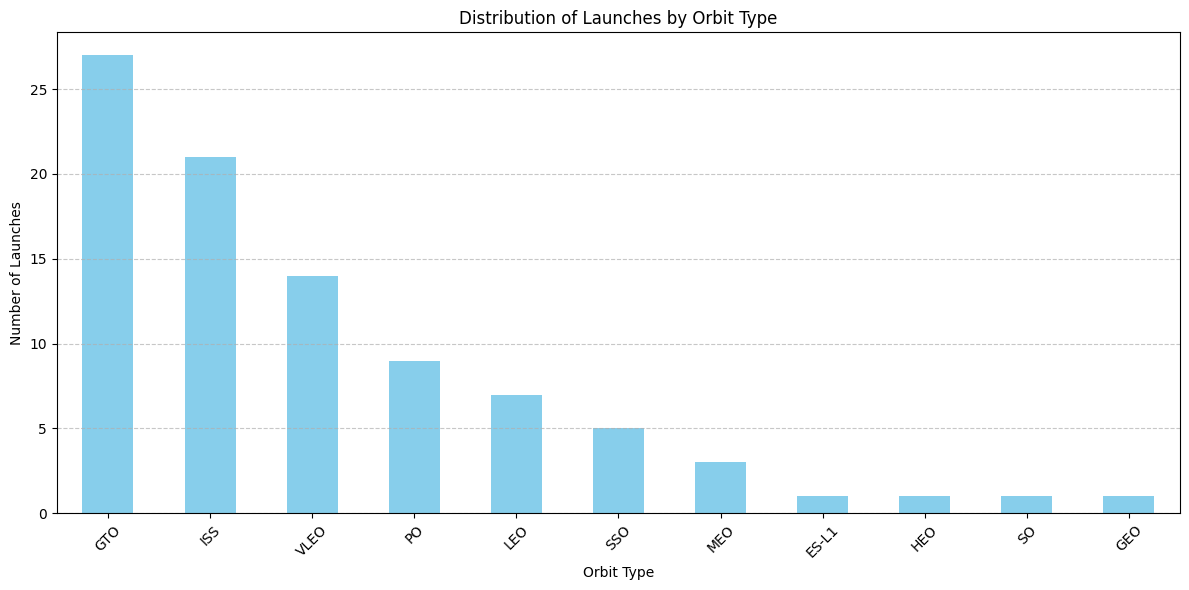 Distribution of Launches by Orbit Type
Number of Launches
25
20
15
10
5
0
GTO
ISS
VLEO
PO
LEO
SSO
MEO
ES-L1
HEO
SO
GEO
Orbit Type